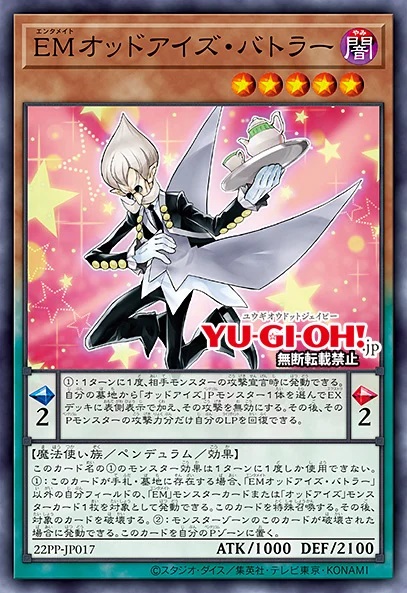 エンタメイト
EMオッドアイズ・バトラー
やみ
闇
ユウギオウドットジェイピー
YU-GI-OH!.jp
無断転載禁止
2
①:1ターンに1度、相手モンスターの攻撃宣言時に発動できる。
自分の墓地から「オッドアイズ」Pモンスター1体を選んでEX
デッキに表側表示で加え、その攻撃を無効にする。その後、その
Pモンスターの攻撃力分だけ自分のLPを回復できる。
2
【魔法使い族/ペンデュラム/効果】
このカード名の①のモンスター効果は1ターンに1度しか使用できない。
①:このカードが手札・墓地に存在する場合、「EMオッドアイズ・バトラー」
以外の自分フィールドの、「EM」モンスターカードまたは「オッドアイズ」モンス
ターカード1枚を対象として発動できる。このカードを特殊召喚する。その後、
対象のカードを破壊する。②:モンスターゾーンのこのカードが破壊された
場合に発動できる。このカードを自分のPゾーンに置く。
22PP-JP017
ATK/1000 DEF/2100
©スタジオ・ダイス/集英社・テレビ東京・KONAMI